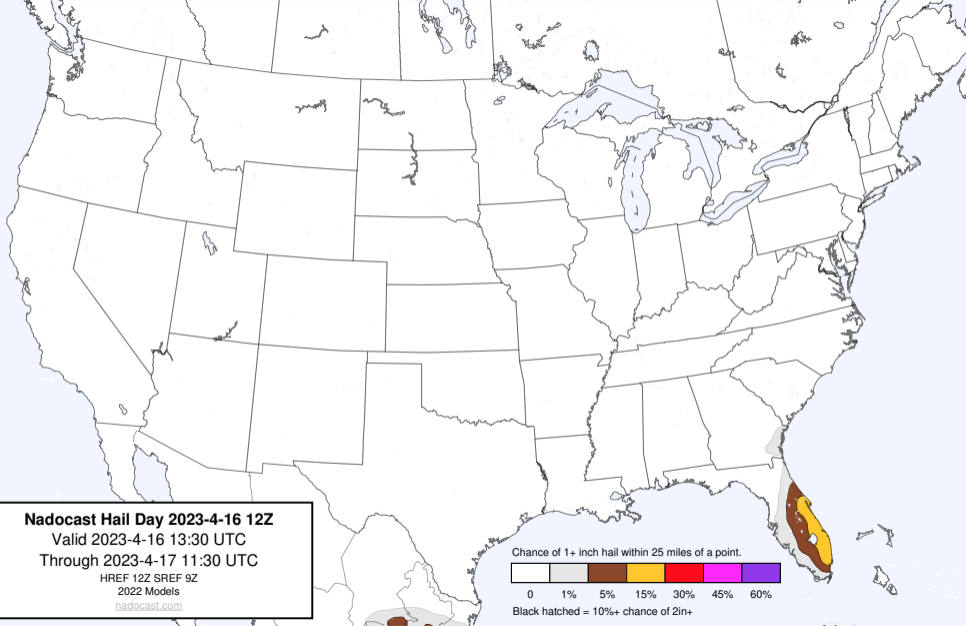 Nadocast Hail Day 2023-4-16 12Z
Valid 2023-4-16 13:30 UTC
Through 2023-4-17 11:30 UTC
HREF 12Z SREF 9Z
2022 Models
nadocast.com
Chance of 1+ inch hail within 25 miles of a point.
0 1% 5% 15% 30% 45% 60%
Black hatched = 10%+ chance of 2in+